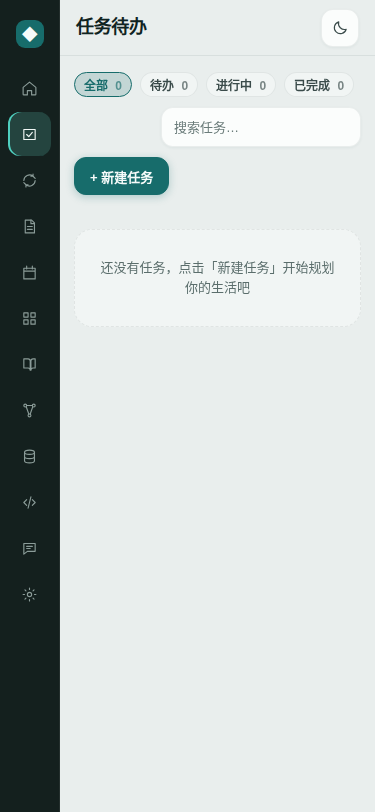 任务待办
全部 0 待办 0 进行中 0 已完成 0
搜索任务…
+ 新建任务
还没有任务，点击「新建任务」开始规划
你的生活吧